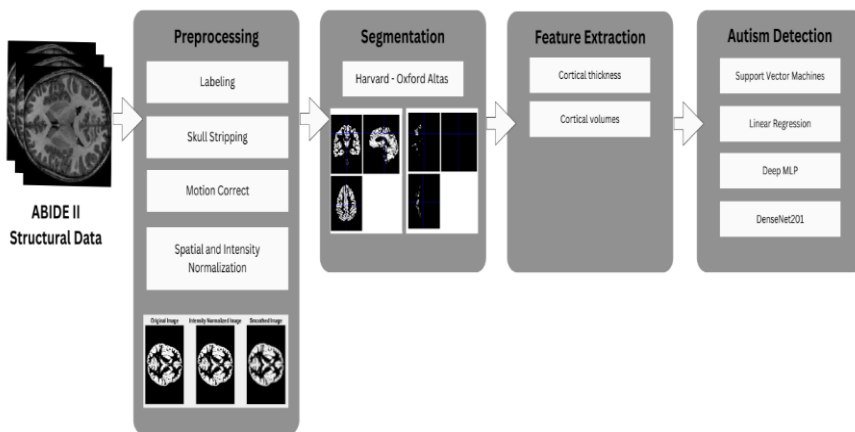 ABIDE II
Structural Data
Preprocessing
Labeling
Skull Stripping
Motion Correct
Spatial and Intensity
Normalization
Original Image
Intensity Normalized Image
Smoothed Image
Segmentation
Harvard - Oxford Altas
Feature Extraction
Cortical thickness
Cortical volumes
Autism Detection
Support Vector Machines
Linear Regression
Deep MLP
DenseNet201